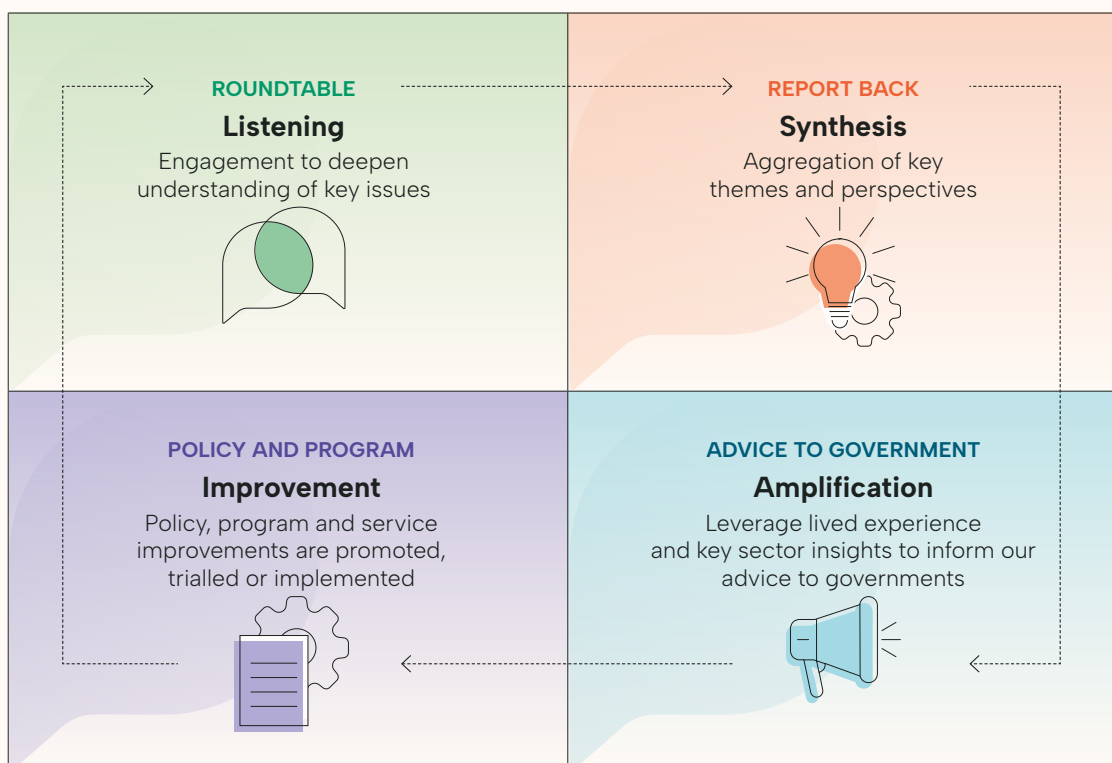 ROUNDTABLE
Listening
Engagement to deepen
understanding of key issues
REPORT BACK
Synthesis
Aggregation of key
themes and perspectives
POLICY AND PROGRAM
Improvement
Policy, program and service
improvements are promoted,
trialled or implemented
ADVICE TO GOVERNMENT
Amplification
Leverage lived experience
and key sector insights to inform our
advice to governments